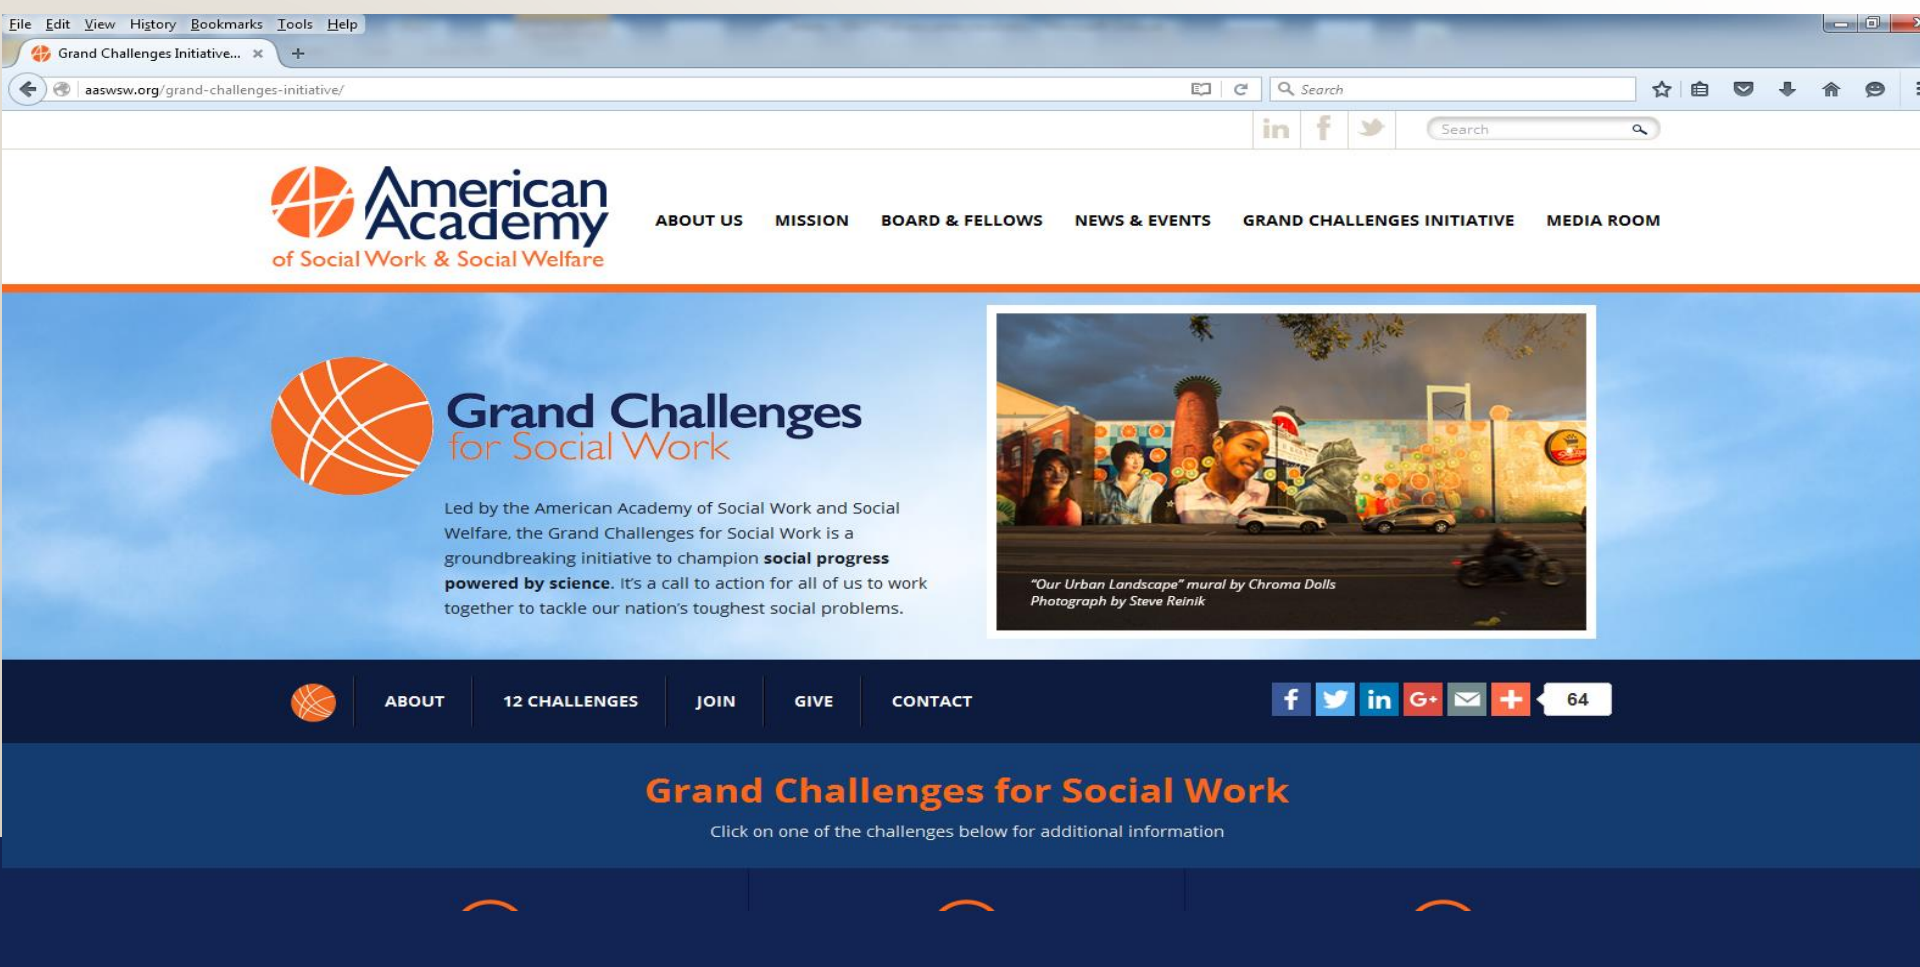 File Edit View History Bookmarks Tools Help
Grand Challenges Initiative... × +
aaswsw.org/grand-challenges-initiative/
Search
in f
Search
American
Academy
of Social Work & Social Welfare
ABOUT US MISSION BOARD & FELLOWS NEWS & EVENTS GRAND CHALLENGES INITIATIVE MEDIA ROOM
Grand Challenges
for Social Work
Led by the American Academy of Social Work and Social
Welfare, the Grand Challenges for Social Work is a
groundbreaking initiative to champion social progress
powered by science. It's a call to action for all of us to work
together to tackle our nation's toughest social problems.
"Our Urban Landscape" mural by Chroma Dolls
Photograph by Steve Reinik
ABOUT 12 CHALLENGES JOIN GIVE CONTACT
f in G+ 64
Grand Challenges for Social Work
Click on one of the challenges below for additional information